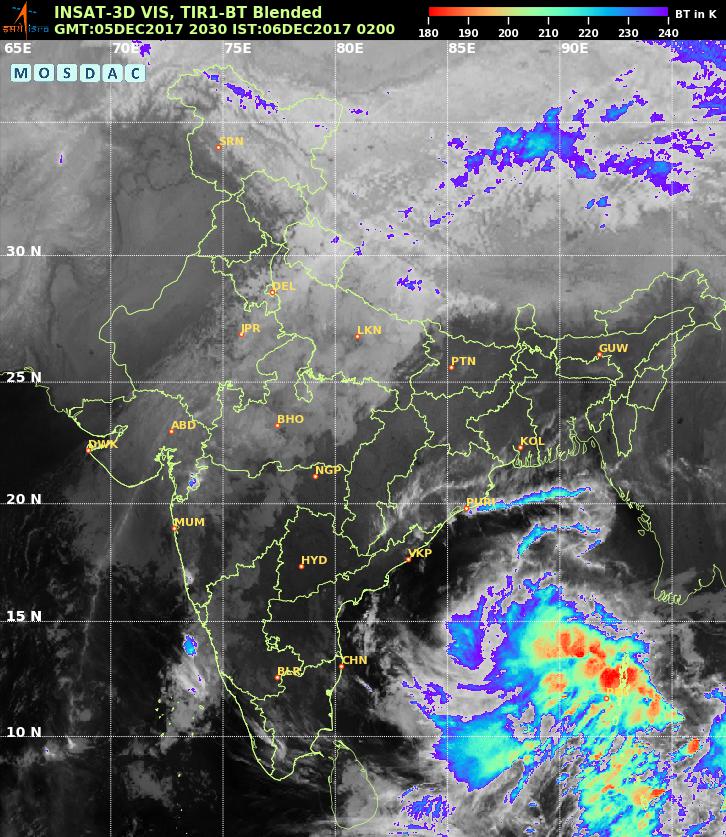 INSAT-3D VIS, TIR1-BT Blended
GMT:05DEC2017 2030 IST:06DEC2017 0200
BT in K
180 190 200 210 220 230 240
65E 70E 75E 80E 85E 90E
M O S D A C
SRN
30 N
DEL
JPR LKN
GUW
PTN
25 N
ABD BHO
DWK KOL
NGP
20 N
PURI
MUM
VKP
HYD
15 N
CHN
BLR
10 N